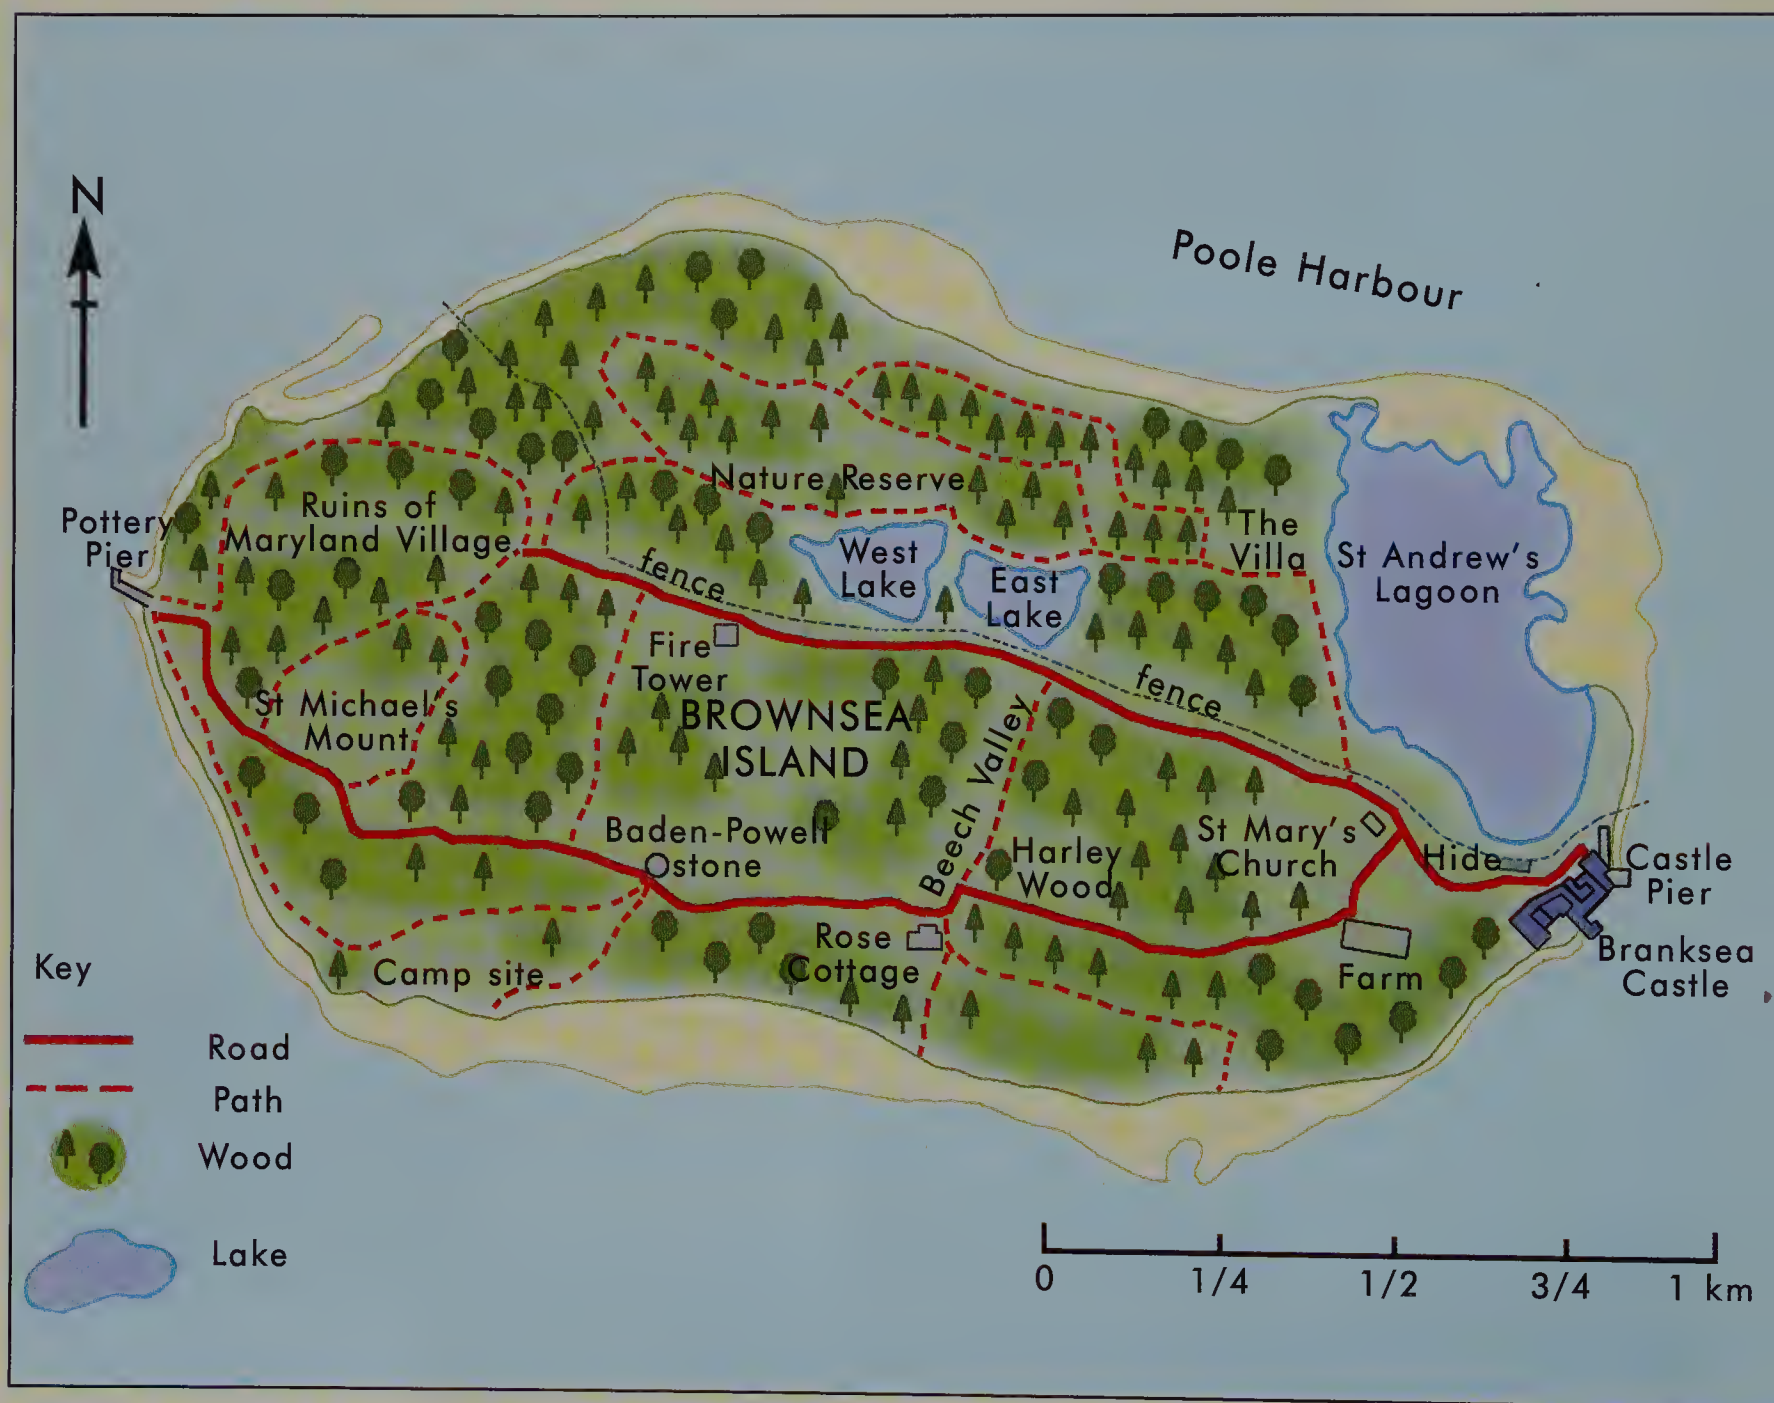 N
Poole Harbour
Pottery
Pier
Ruins of
Maryland Village
Nature Reserve
The
Villa
St Andrew's
Lagoon
West
Lake
East
Lake
fence
Fire
Tower
fence
St Michael's
Mount
BROWNSEA
ISLAND
Beech Valley
Baden-Powell
Ostone
Harley
Wood
St Mary's
Church
Hide
Castle
Pier
Branksea
Castle
Rose
Cottage
Farm
Camp site
Key
Road
Path
Wood
Lake
0 1/4 1/2 3/4 1 km